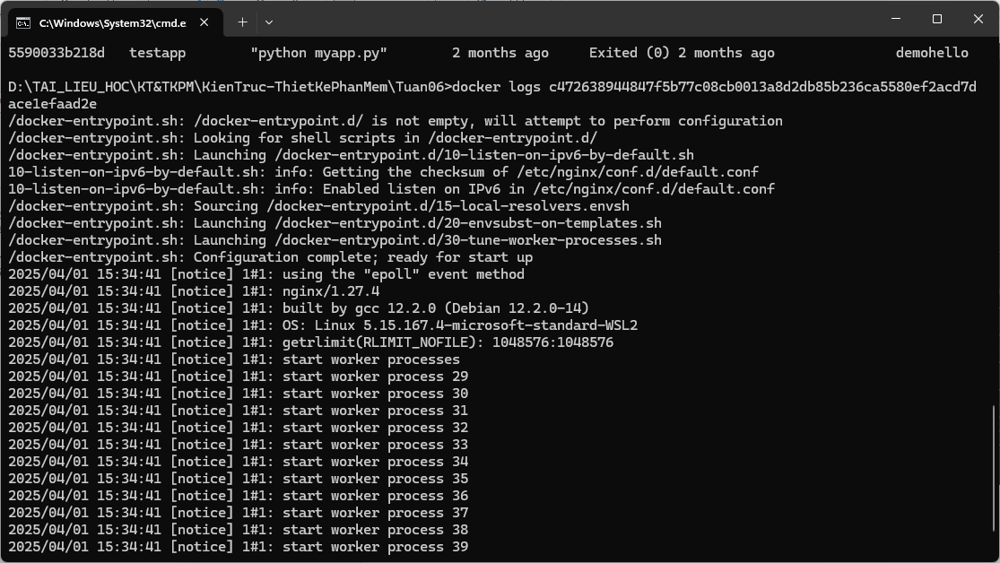 C:\Windows\System32\cmd.e
5590033b218d   testapp        "python myapp.py"        2 months ago     Exited (0) 2 months ago               demohello
D:\TAI_LIEU_HOC\KT&TKPM\KienTruc-ThietKePhanMem\Tuan06>docker logs c472638944847f5b77c08cb0013a8d2db85b236ca5580ef2acd7d
ace1efaad2e
/docker-entrypoint.sh: /docker-entrypoint.d/ is not empty, will attempt to perform configuration
/docker-entrypoint.sh: Looking for shell scripts in /docker-entrypoint.d/
/docker-entrypoint.sh: Launching /docker-entrypoint.d/10-listen-on-ipv6-by-default.sh
10-listen-on-ipv6-by-default.sh: info: Getting the checksum of /etc/nginx/conf.d/default.conf
10-listen-on-ipv6-by-default.sh: info: Enabled listen on IPv6 in /etc/nginx/conf.d/default.conf
/docker-entrypoint.sh: Sourcing /docker-entrypoint.d/15-local-resolvers.envsh
/docker-entrypoint.sh: Launching /docker-entrypoint.d/20-envsubst-on-templates.sh
/docker-entrypoint.sh: Launching /docker-entrypoint.d/30-tune-worker-processes.sh
/docker-entrypoint.sh: Configuration complete; ready for start up
2025/04/01 15:34:41 [notice] 1#1: using the "epoll" event method
2025/04/01 15:34:41 [notice] 1#1: nginx/1.27.4
2025/04/01 15:34:41 [notice] 1#1: built by gcc 12.2.0 (Debian 12.2.0-14)
2025/04/01 15:34:41 [notice] 1#1: OS: Linux 5.15.167.4-microsoft-standard-WSL2
2025/04/01 15:34:41 [notice] 1#1: getrlimit(RLIMIT_NOFILE): 1048576:1048576
2025/04/01 15:34:41 [notice] 1#1: start worker processes
2025/04/01 15:34:41 [notice] 1#1: start worker process 29
2025/04/01 15:34:41 [notice] 1#1: start worker process 30
2025/04/01 15:34:41 [notice] 1#1: start worker process 31
2025/04/01 15:34:41 [notice] 1#1: start worker process 32
2025/04/01 15:34:41 [notice] 1#1: start worker process 33
2025/04/01 15:34:41 [notice] 1#1: start worker process 34
2025/04/01 15:34:41 [notice] 1#1: start worker process 35
2025/04/01 15:34:41 [notice] 1#1: start worker process 36
2025/04/01 15:34:41 [notice] 1#1: start worker process 37
2025/04/01 15:34:41 [notice] 1#1: start worker process 38
2025/04/01 15:34:41 [notice] 1#1: start worker process 39